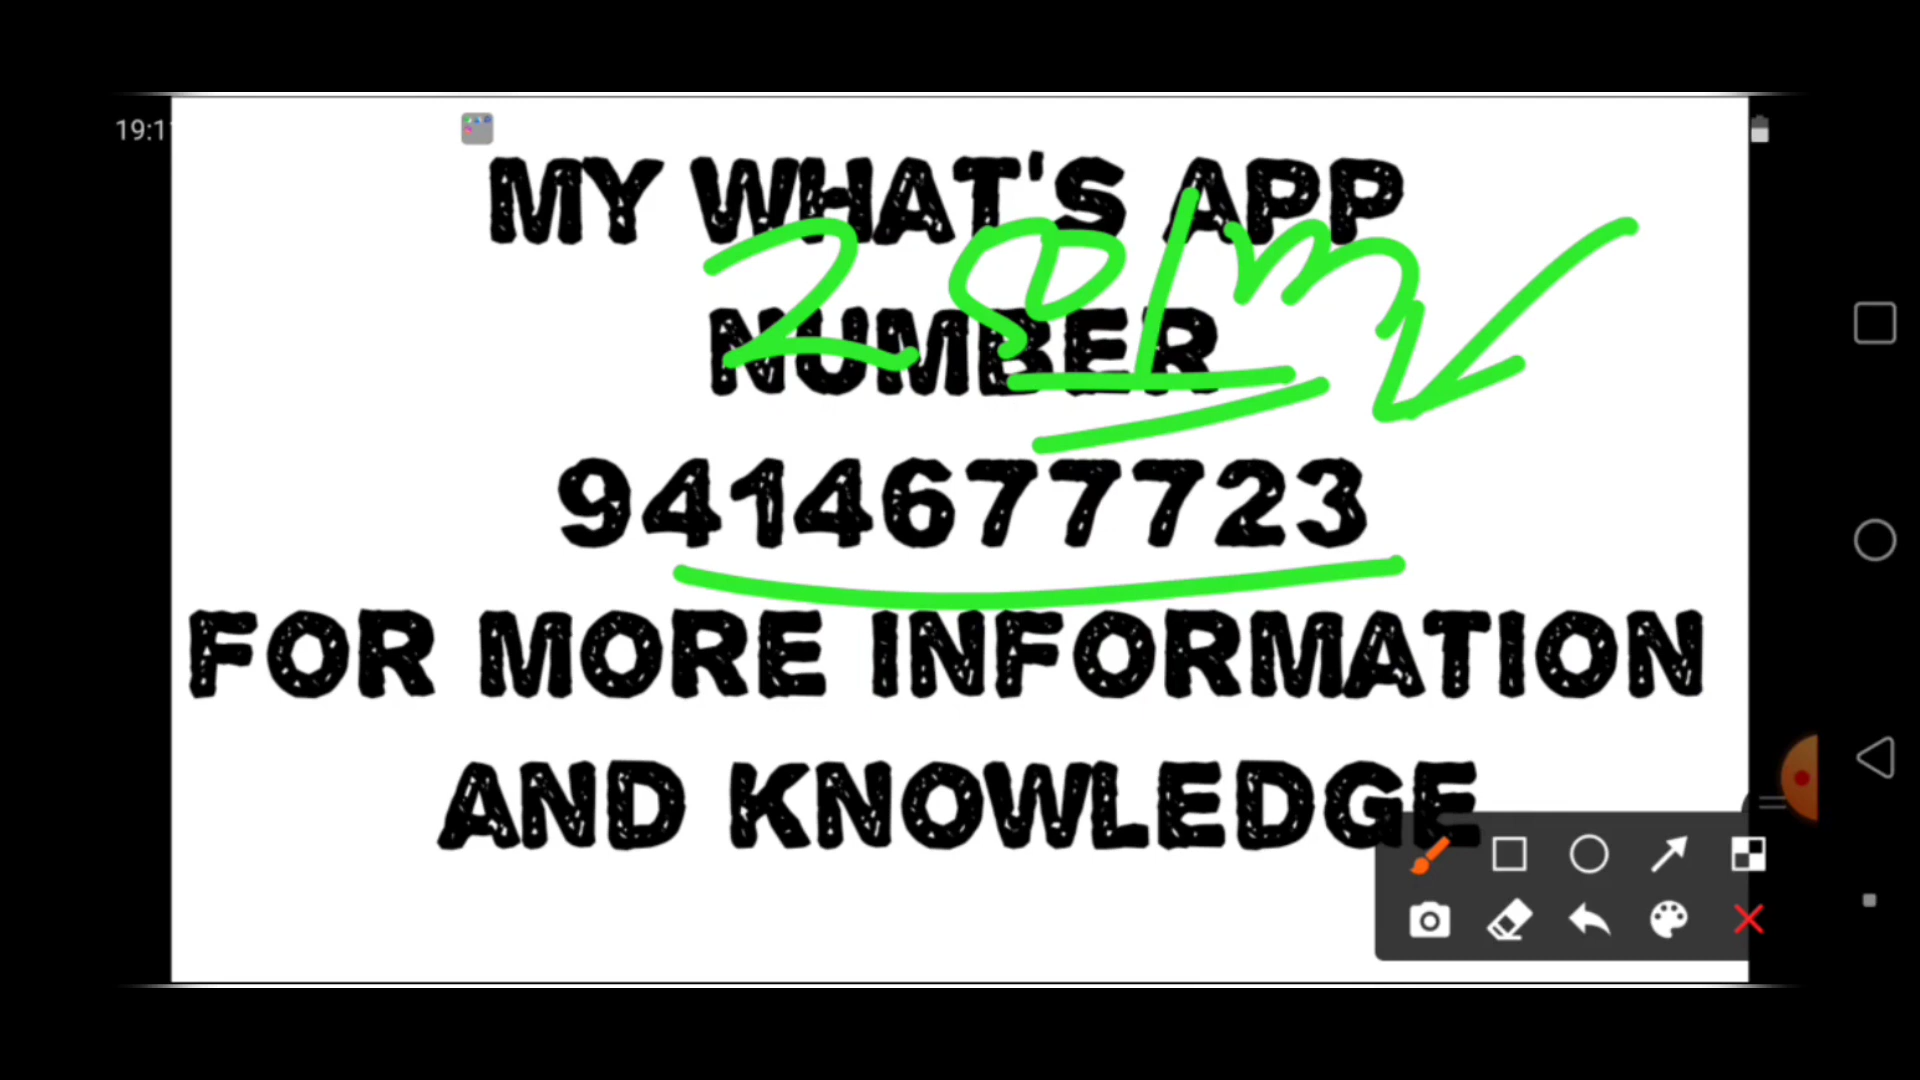 MY WHAT'S APP
NUMBER
9414677723
FOR MORE INFORMATION
AND KNOWLEDGE